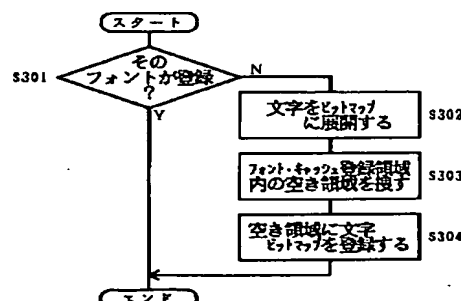 スタート
S301
その
フォントが登録
?
N
Y
文字をビットマップ
に展開する
S302
フォント・キャッシュ登録領域
内の空き領域を捜す
S303
空き領域に文字
ビットマップを登録する
S304
エンド